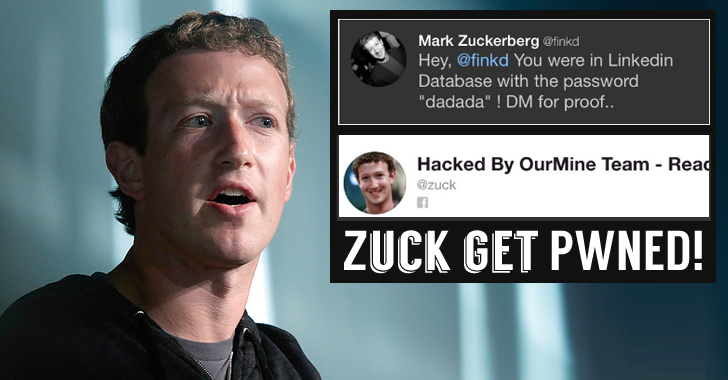 Mark Zuckerberg @finkd
Hey, @finkd You were in Linkedin
Database with the password
"dadada" ! DM for proof..
Hacked By OurMine Team - Read
@zuck
ZUCK GET PWNED!